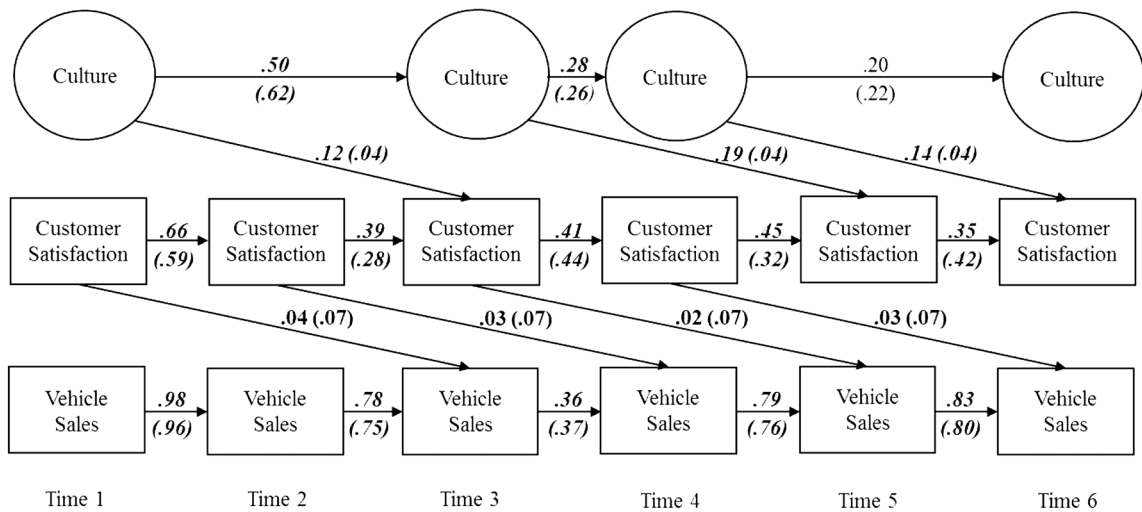 Culture
.50
(.62)
Culture
.28
(.26)
Culture
.20
(.22)
Culture
.12 (.04)
.19 (.04)
.14 (.04)
Customer
Satisfaction
.66
(.59)
Customer
Satisfaction
.39
(.28)
Customer
Satisfaction
.41
(.44)
Customer
Satisfaction
.45
(.32)
Customer
Satisfaction
.35
(.42)
Customer
Satisfaction
.04 (.07)
.03 (.07)
.02 (.07)
.03 (.07)
Vehicle
Sales
.98
(.96)
Vehicle
Sales
.78
(.75)
Vehicle
Sales
.36
(.37)
Vehicle
Sales
.79
(.76)
Vehicle
Sales
.83
(.80)
Vehicle
Sales
Time 1
Time 2
Time 3
Time 4
Time 5
Time 6